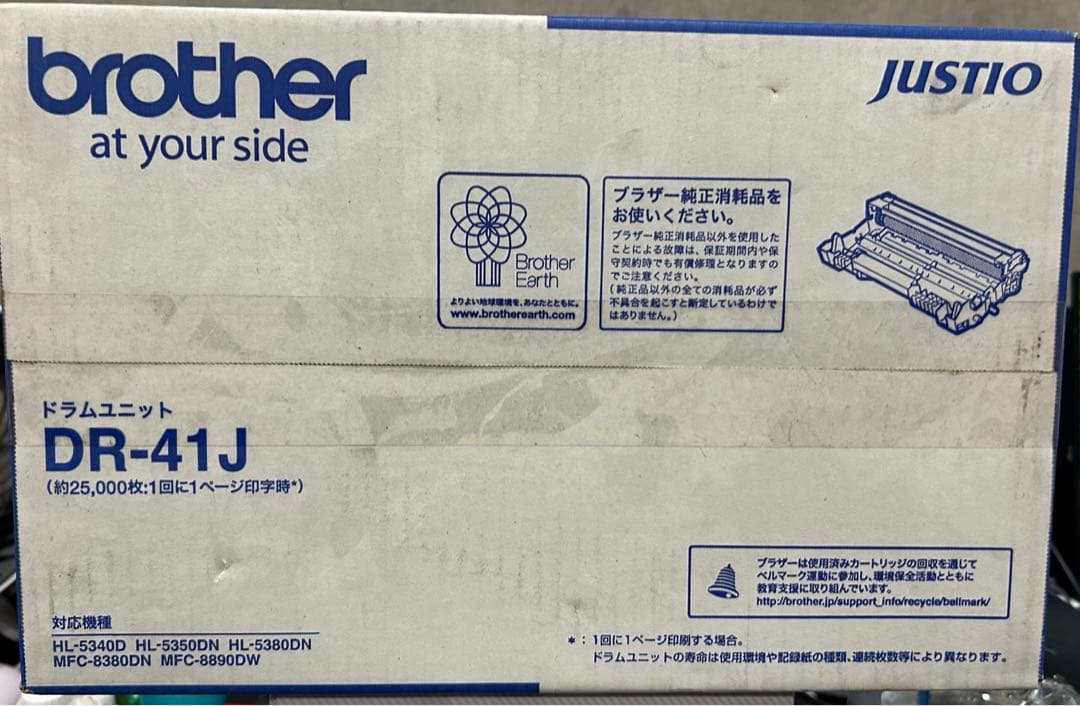 brother
at your side
JUSTIO
Brother
Earth
よりよい地球環境を、あなたとともに。
www.brotherearth.com
ブラザー純正消耗品を
お使いください。
ブラザー純正消耗品以外を使用した
ことによる故障は、保証期間内や保
守契約時でも有償修理となりますの
でご注意ください。
(純正品以外の全ての消耗品が必ず
不具合を起こすと断定しているわけで
はありません。)
ドラムユニット
DR-41J
(約25,000枚:1回に1ページ印字時*)
ブラザーは使用済みカートリッジの回収を通じて
ベルマーク運動に参加し、環境保全活動とともに
教育支援に取り組んでいます。
http://brother.jp/support_info/recycle/bellmark/
対応機種
HL-5340D HL-5350DN HL-5380DN
MFC-8380DN MFC-8890DW
*:1回に1ページ印刷する場合。
ドラムユニットの寿命は使用環境や記録紙の種類、連続枚数等により異なります。